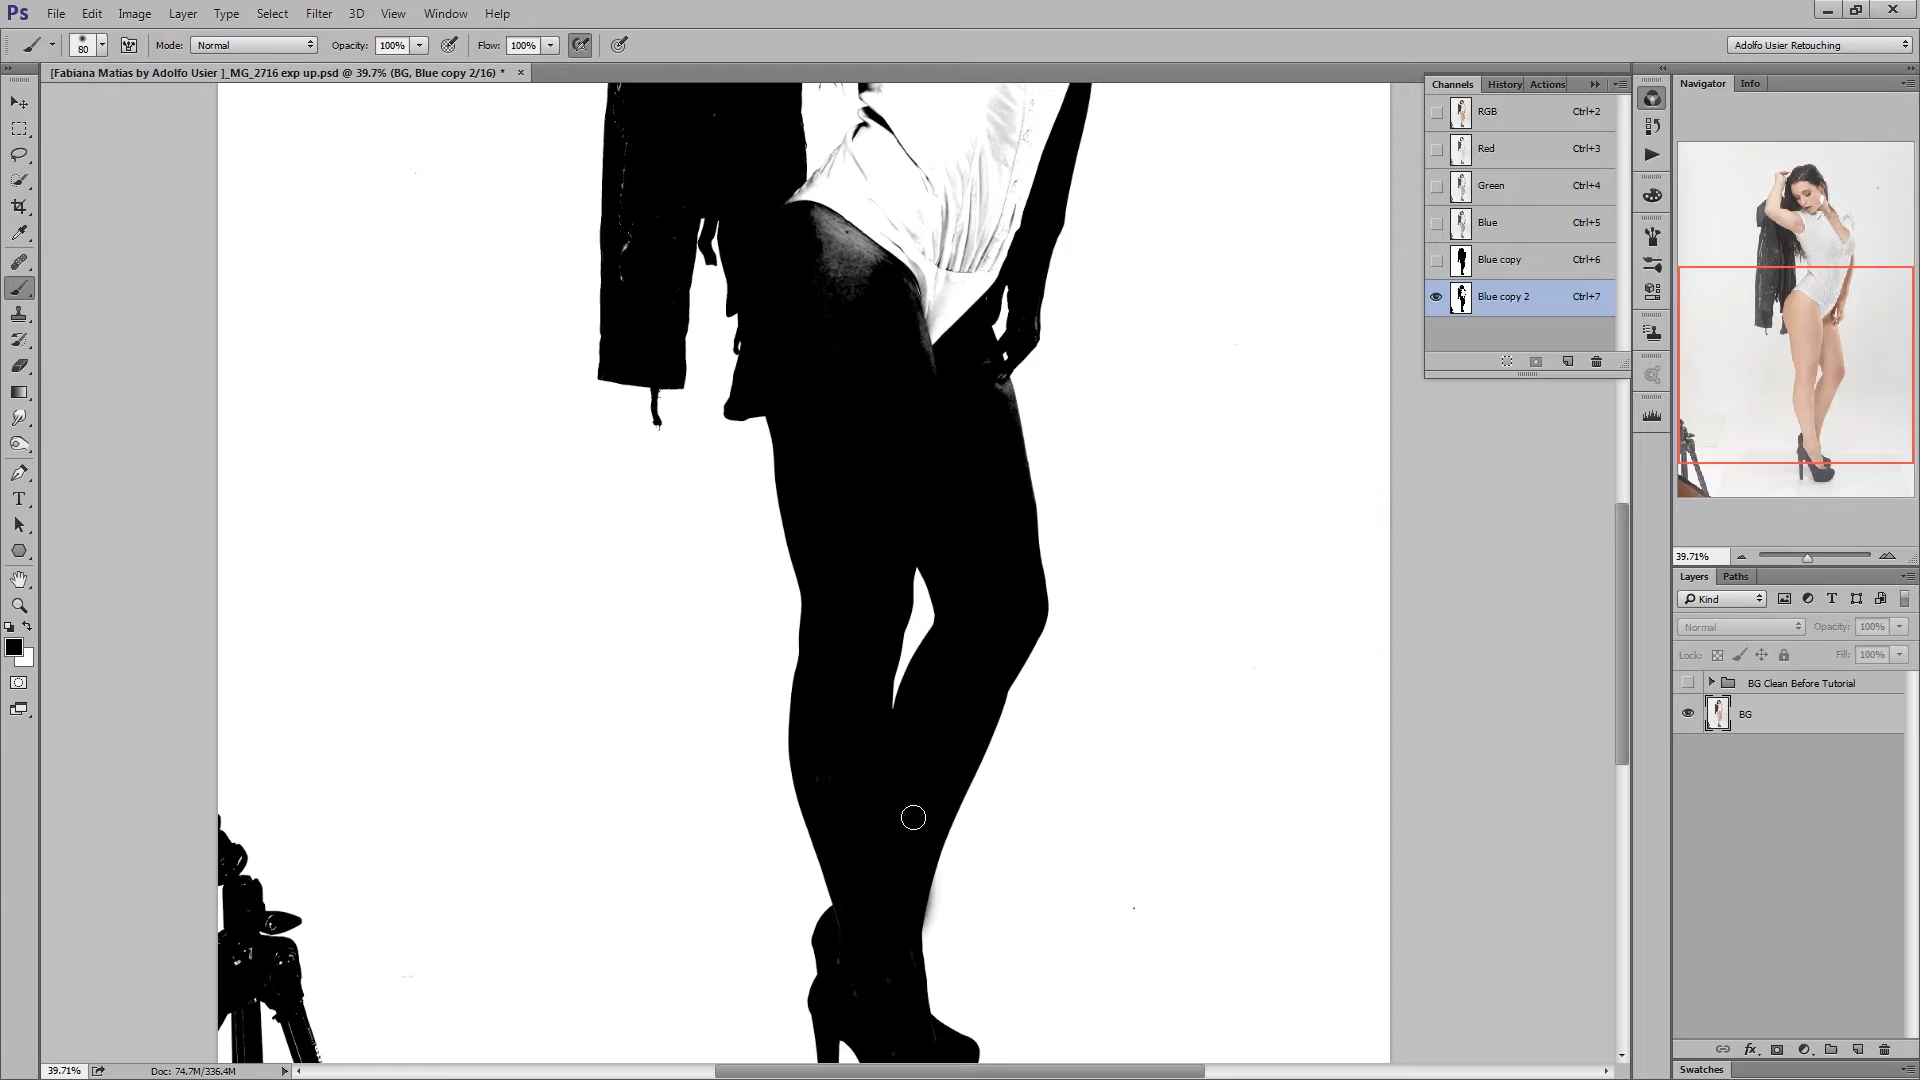 Ps File Edit Image Layer Type Select Filter 3D View Window Help
80 Mode: Normal Opacity: 100% Flow: 100% Adolfo Usier Retouching
[Fabiana Matias by Adolfo Usier ]_MG_2716 exp up.psd @ 39.7% (BG, Blue copy 2/16) * ×
Channels History Actions
RGB Ctrl+2
Red Ctrl+3
Green Ctrl+4
Blue Ctrl+5
Blue copy Ctrl+6
Blue copy 2 Ctrl+7
Navigator Info
39.71%
Layers Paths
Kind
Normal Opacity: 100%
Lock: Fill: 100%
BG Clean Before Tutorial
BG
fx
Swatches
39.71% Doc: 74.7M/336.4M